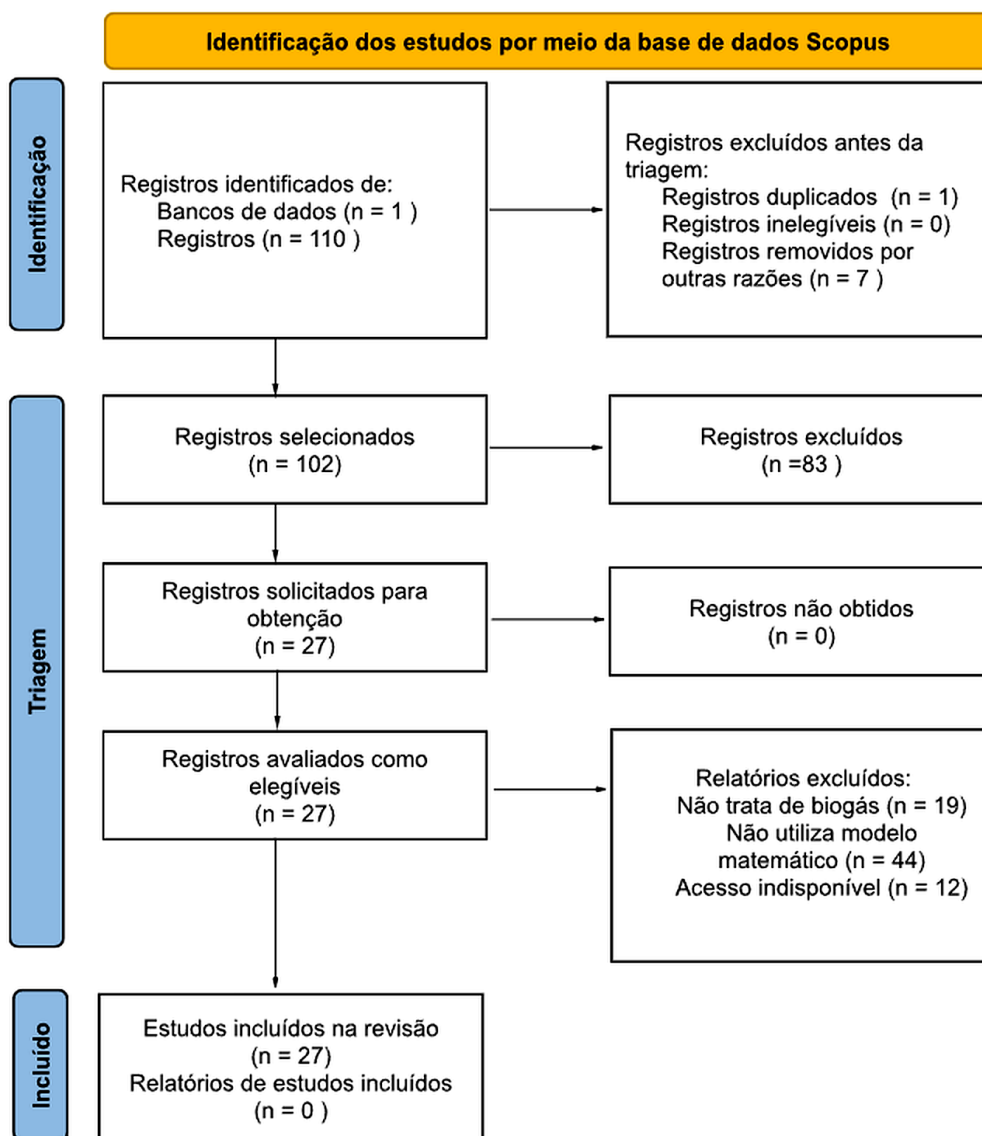 Identificação dos estudos por meio da base de dados Scopus
Identificação
Registros identificados de:
Bancos de dados (n = 1 )
Registros (n = 110 )
Registros excluídos antes da
triagem:
Registros duplicados  (n = 1)
Registros inelegíveis (n = 0)
Registros removidos por
outras razões (n = 7 )
Triagem
Registros selecionados
(n = 102)
Registros excluídos
(n =83 )
Registros solicitados para
obtenção
(n = 27)
Registros não obtidos
(n = 0)
Registros avaliados como
elegíveis
(n = 27)
Relatórios excluídos:
Não trata de biogás (n = 19)
Não utiliza modelo
matemático (n = 44)
Acesso indisponível (n = 12)
Incluído
Estudos incluídos na revisão
(n = 27)
Relatórios de estudos incluídos
(n = 0 )